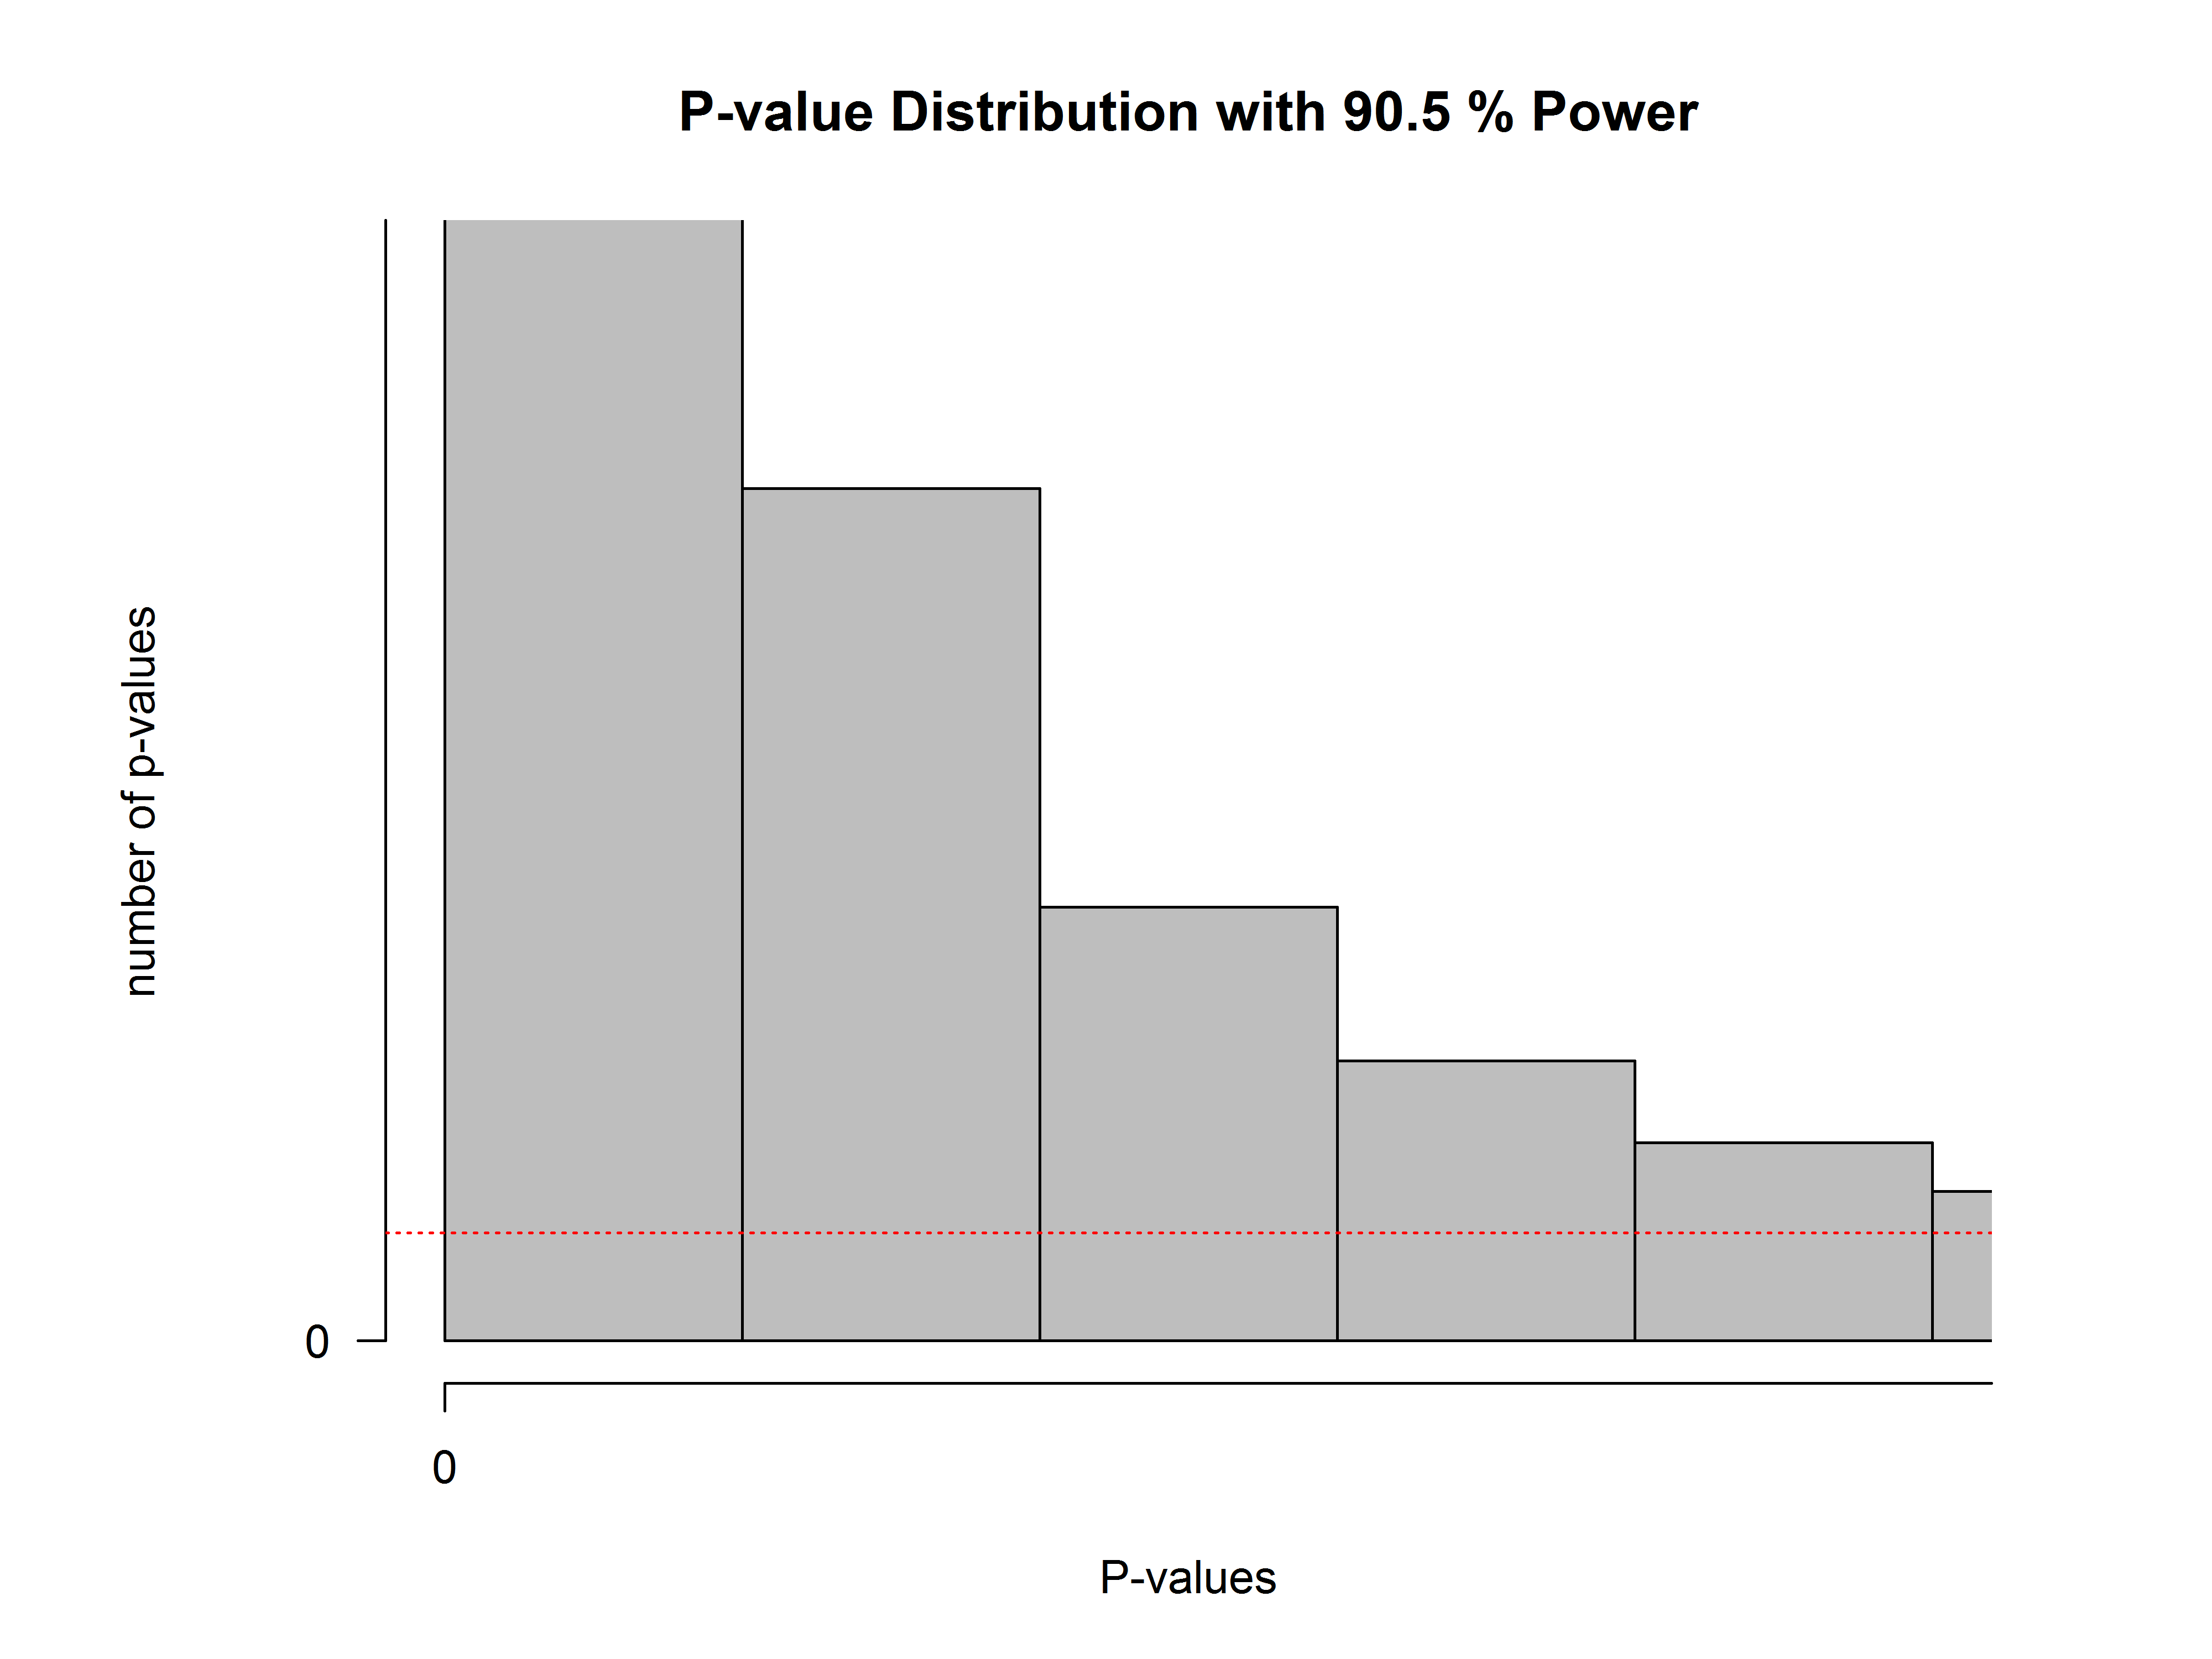 P-value Distribution with 90.5 % Power
number of p-values
0
0
P-values